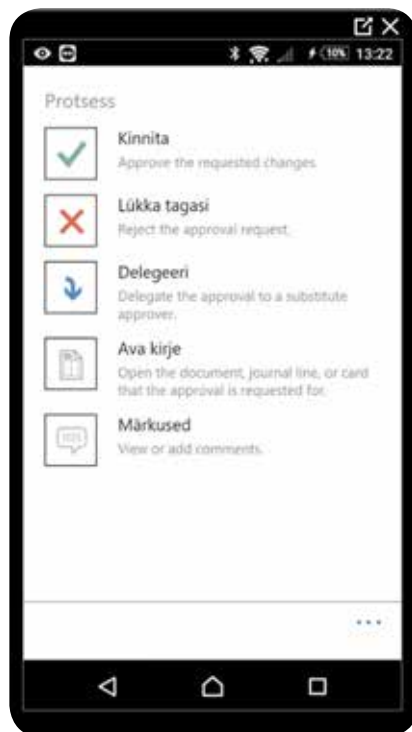 10% 13:22
Protsess
Kinnita
Approve the requested changes.
Lükka tagasi
Reject the approval request.
Delegeeri
Delegate the approval to a substitute
approver.
Ava kirje
Open the document, journal line, or card
that the approval is requested for.
Märkused
View or add comments.